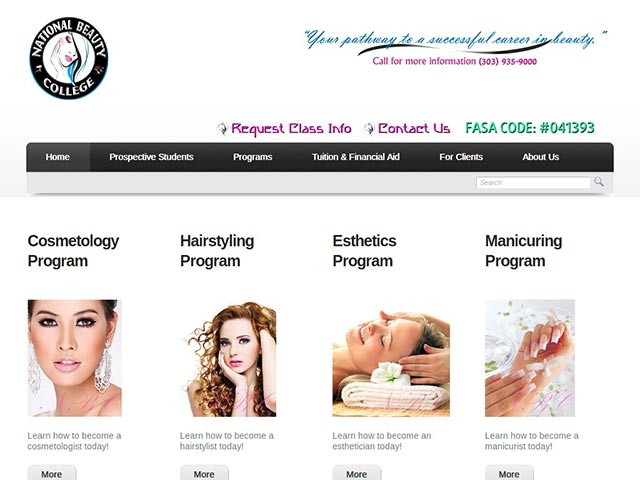 NATIONAL BEAUTY
COLLEGE
“Your pathway to a successful career in beauty.”
Call for more information (303) 935-9000
Request Class Info
Contact Us
FASA CODE: #041393
Home
Prospective Students
Programs
Tuition & Financial Aid
For Clients
About Us
Search
Cosmetology
Program
Hairstyling
Program
Esthetics
Program
Manicuring
Program
Learn how to become a
cosmetologist today!
Learn how to become a
hairstylist today!
Learn how to become an
esthetician today!
Learn how to become a
manicurist today!
More
More
More
More